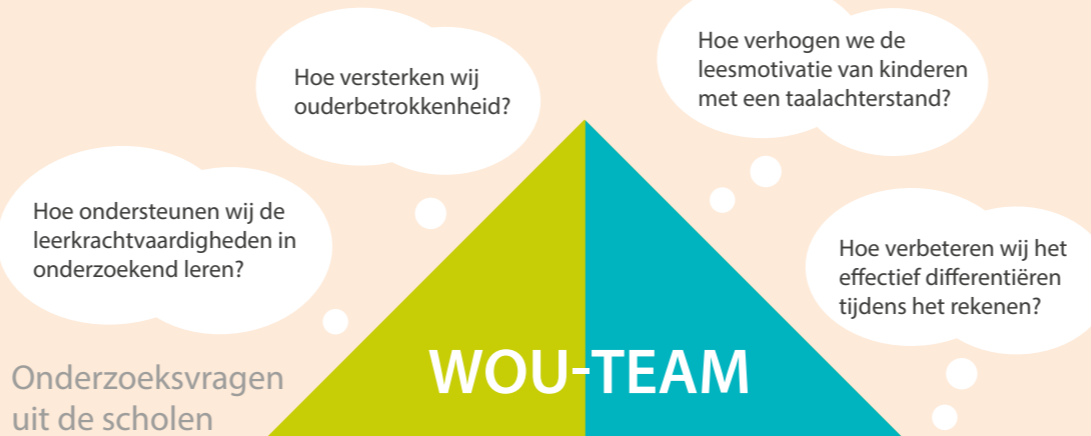 Hoe versterken wij
ouderbetrokkenheid?
Hoe verhogen we de
leesmotivatie van kinderen
met een taalachterstand?
Hoe ondersteunen wij de
leerkrachtvaardigheden in
onderzoekend leren?
Hoe verbeteren wij het
effectief differentiëren
tijdens het rekenen?
WOU-TEAM
Onderzoeksvragen
uit de scholen